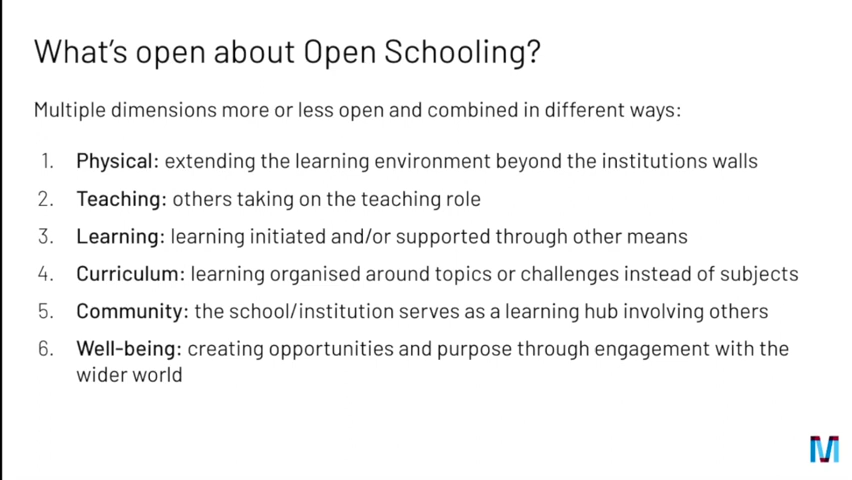 What's open about Open Schooling?
Multiple dimensions more or less open and combined in different ways:
1. Physical: extending the learning environment beyond the institutions walls
2. Teaching: others taking on the teaching role
3. Learning: learning initiated and/or supported through other means
4. Curriculum: learning organised around topics or challenges instead of subjects
5. Community: the school/institution serves as a learning hub involving others
6. Well-being: creating opportunities and purpose through engagement with the
wider world
M